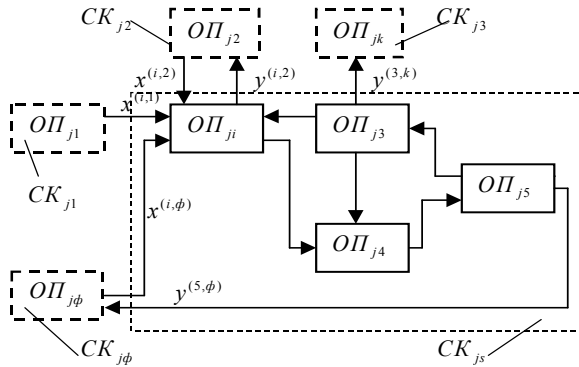 СК_{j2}
ОП_{j2}
ОП_{jk}
СК_{j3}
x^{(i,2)}
y^{(i,2)}
y^{(3,k)}
x^{(i,1)}
ОП_{j1}
ОП_{ji}
ОП_{j3}
СК_{j1}
ОП_{j5}
x^{(i,ф)}
ОП_{j4}
ОП_{jф}
y^{(5,ф)}
СК_{jф}
СК_{js}